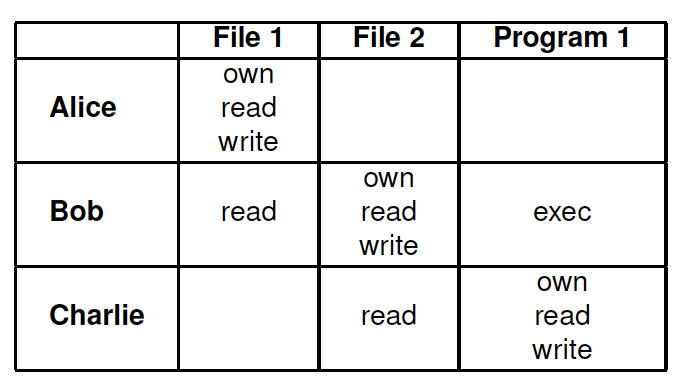 File 1 File 2 Program 1
own
Alice read
write
own
Bob read read exec
write
own
Charlie read read
write